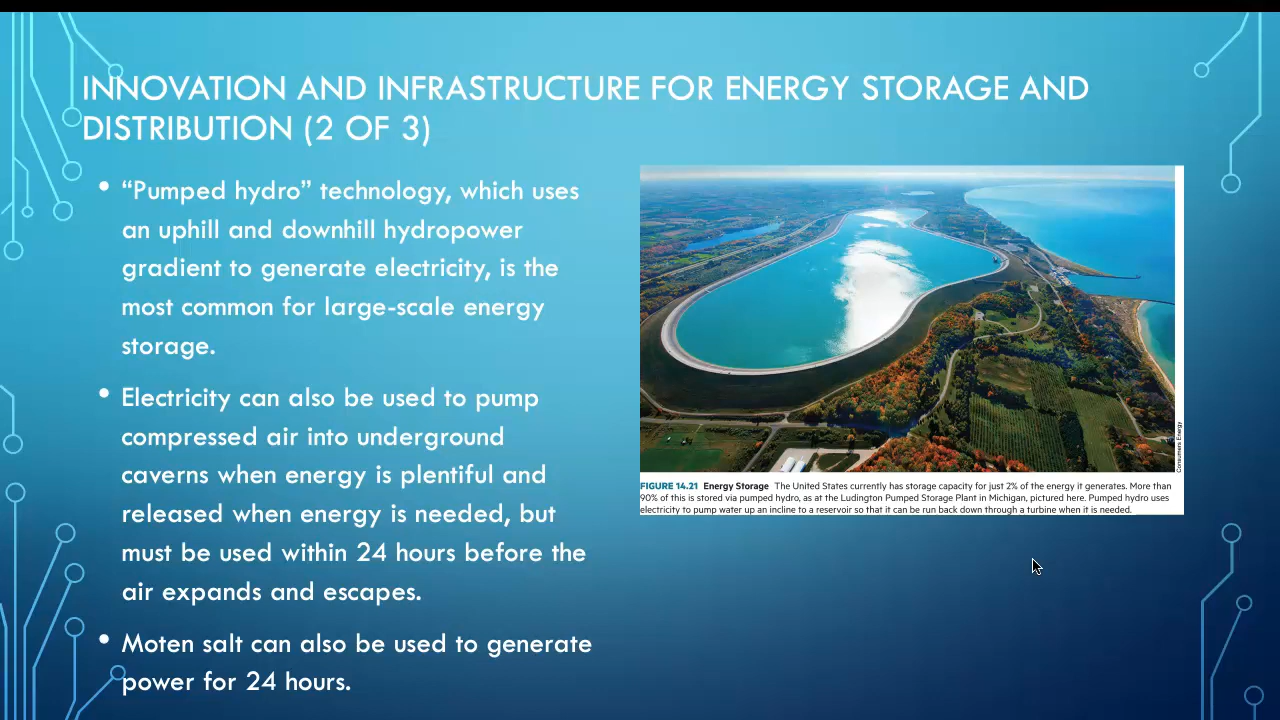 INNOVATION AND INFRASTRUCTURE FOR ENERGY STORAGE AND
DISTRIBUTION (2 OF 3)
• “Pumped hydro” technology, which uses
an uphill and downhill hydropower
gradient to generate electricity, is the
most common for large-scale energy
storage.
• Electricity can also be used to pump
compressed air into underground
caverns when energy is plentiful and
released when energy is needed, but
must be used within 24 hours before the
air expands and escapes.
• Moten salt can also be used to generate
power for 24 hours.
Consumers Energy
FIGURE 14.21 Energy Storage The United States currently has storage capacity for just 2% of the energy it generates. More than
90% of this is stored via pumped hydro, as at the Ludington Pumped Storage Plant in Michigan, pictured here. Pumped hydro uses
electricity to pump water up an incline to a reservoir so that it can be run back down through a turbine when it is needed.